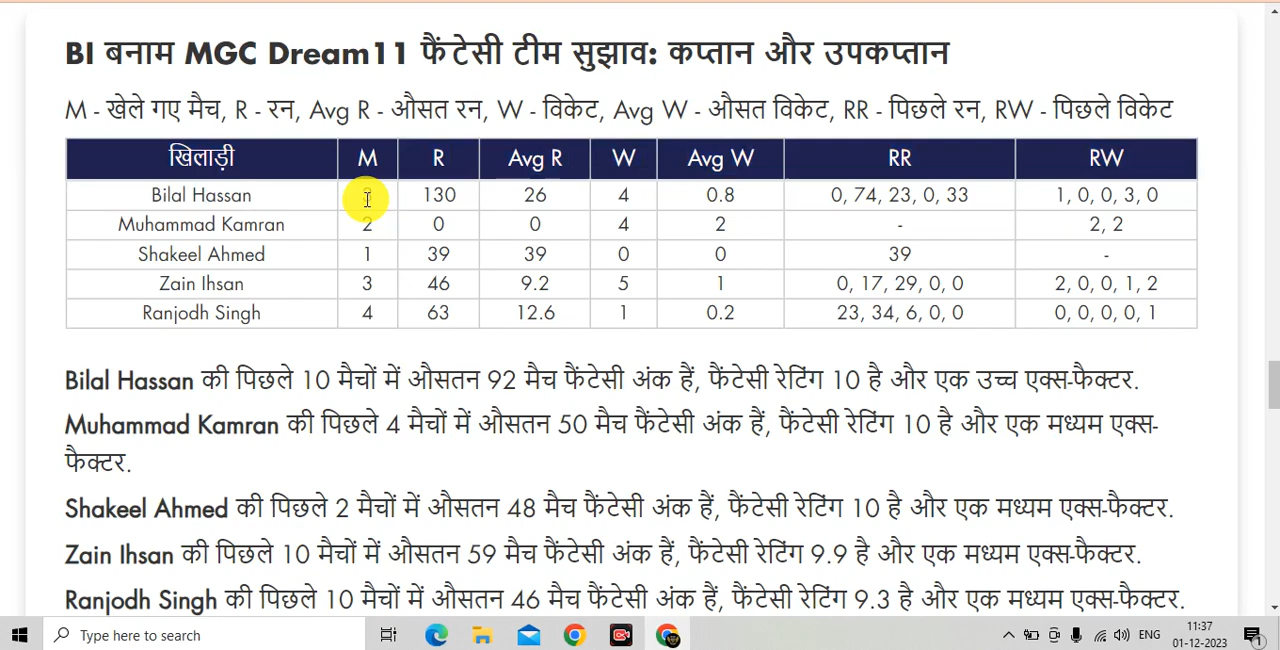 BI बनाम MGC Dream11 फैंटेसी टीम सुझाव: कप्तान और उपकप्तान
M - खेले गए मैच, R - रन, Avg R - औसत रन, W - विकेट, Avg W - औसत विकेट, RR - पिछले रन, RW - पिछले विकेट
खिलाड़ी M R Avg R W Avg W RR RW
Bilal Hassan 130 26 4 0.8 0, 74, 23, 0, 33 1, 0, 0, 3, 0
Muhammad Kamran 2 0 0 4 2 - 2, 2
Shakeel Ahmed 1 39 39 0 0 39 -
Zain Ihsan 3 46 9.2 5 1 0, 17, 29, 0, 0 2, 0, 0, 1, 2
Ranjodh Singh 4 63 12.6 1 0.2 23, 34, 6, 0, 0 0, 0, 0, 0, 1
Bilal Hassan की पिछले 10 मैचों में औसतन 92 मैच फैंटेसी अंक हैं, फैंटेसी रेटिंग 10 है और एक उच्च एक्स-फैक्टर.
Muhammad Kamran की पिछले 4 मैचों में औसतन 50 मैच फैंटेसी अंक हैं, फैंटेसी रेटिंग 10 है और एक मध्यम एक्स-
फैक्टर.
Shakeel Ahmed की पिछले 2 मैचों में औसतन 48 मैच फैंटेसी अंक हैं, फैंटेसी रेटिंग 10 है और एक मध्यम एक्स-फैक्टर.
Zain Ihsan की पिछले 10 मैचों में औसतन 59 मैच फैंटेसी अंक हैं, फैंटेसी रेटिंग 9.9 है और एक मध्यम एक्स-फैक्टर.
Ranjodh Singh की पिछले 10 मैचों में औसतन 46 मैच फैंटेसी अंक हैं, फैंटेसी रेटिंग 9.3 है और एक मध्यम एक्स-फैक्टर.
Type here to search
ENG
11:37
01-12-2023
1